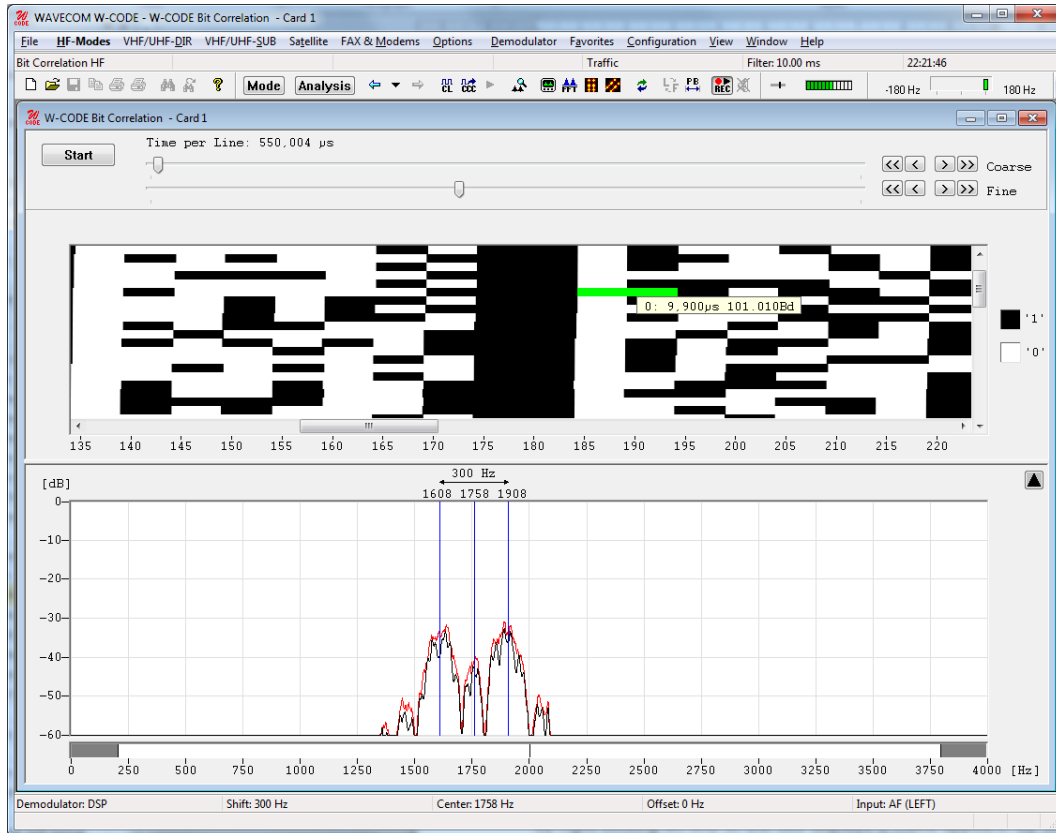 WAVECOM W-CODE - W-CODE Bit Correlation - Card 1
File HF-Modes VHF/UHF-DIR VHF/UHF-SUB Satellite FAX & Modems Options Demodulator Favorites Configuration View Window Help
Bit Correlation HF Traffic Filter: 10.00 ms 22:21:46
Mode Analysis CL CCC PB REC -180 Hz 180 Hz
W-CODE Bit Correlation - Card 1
Start Time per Line: 550,004 µs
<< < > >> Coarse
<< < > >> Fine
0: 9,900µs 101.010Bd
'1'
'0'
135 140 145 150 155 160 165 170 175 180 185 190 195 200 205 210 215 220
[dB]
300 Hz
1608 1758 1908
0
-10
-20
-30
-40
-50
-60
0 250 500 750 1000 1250 1500 1750 2000 2250 2500 2750 3000 3250 3500 3750 4000 [Hz]
Demodulator: DSP Shift: 300 Hz Center: 1758 Hz Offset: 0 Hz Input: AF (LEFT)